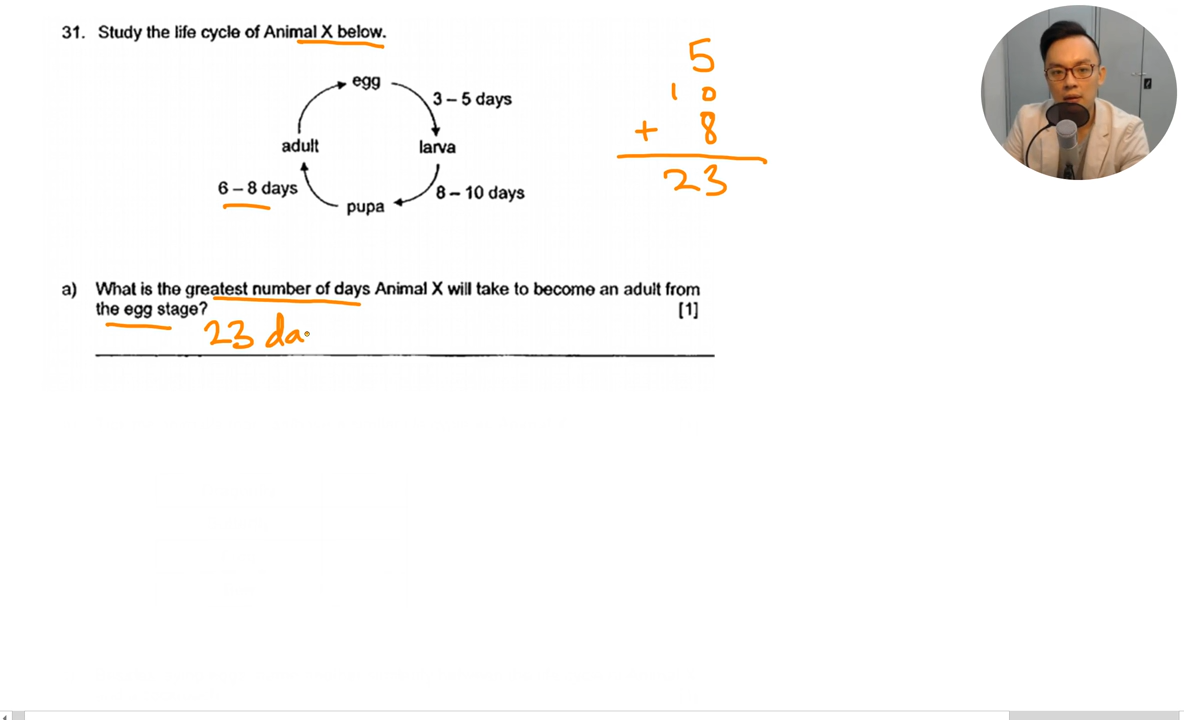 31. Study the life cycle of Animal X below.
egg
3 – 5 days
adult
larva
6 – 8 days
8 – 10 days
pupa
5
10
+ 8
23
a) What is the greatest number of days Animal X will take to become an adult from
the egg stage? [1]
23 da